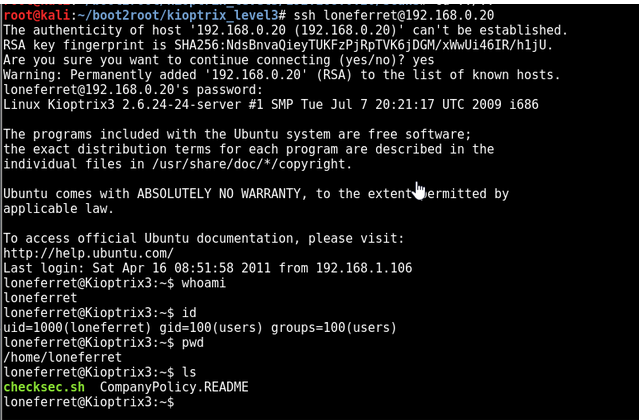 root@kali:~/boot2root/kioptrix_level3# ssh loneferret@192.168.0.20
The authenticity of host '192.168.0.20 (192.168.0.20)' can't be established.
RSA key fingerprint is SHA256:NdsBnvaQieyTUKFzPjRpTVK6jDGM/xWwUi46IR/h1jU.
Are you sure you want to continue connecting (yes/no)? yes
Warning: Permanently added '192.168.0.20' (RSA) to the list of known hosts.
loneferret@192.168.0.20's password:
Linux Kioptrix3 2.6.24-24-server #1 SMP Tue Jul 7 20:21:17 UTC 2009 i686
The programs included with the Ubuntu system are free software;
the exact distribution terms for each program are described in the
individual files in /usr/share/doc/*/copyright.
Ubuntu comes with ABSOLUTELY NO WARRANTY, to the extent permitted by
applicable law.
To access official Ubuntu documentation, please visit:
http://help.ubuntu.com/
Last login: Sat Apr 16 08:51:58 2011 from 192.168.1.106
loneferret@Kioptrix3:~$ whoami
loneferret
loneferret@Kioptrix3:~$ id
uid=1000(loneferret) gid=100(users) groups=100(users)
loneferret@Kioptrix3:~$ pwd
/home/loneferret
loneferret@Kioptrix3:~$ ls
checksec.sh  CompanyPolicy.README
loneferret@Kioptrix3:~$